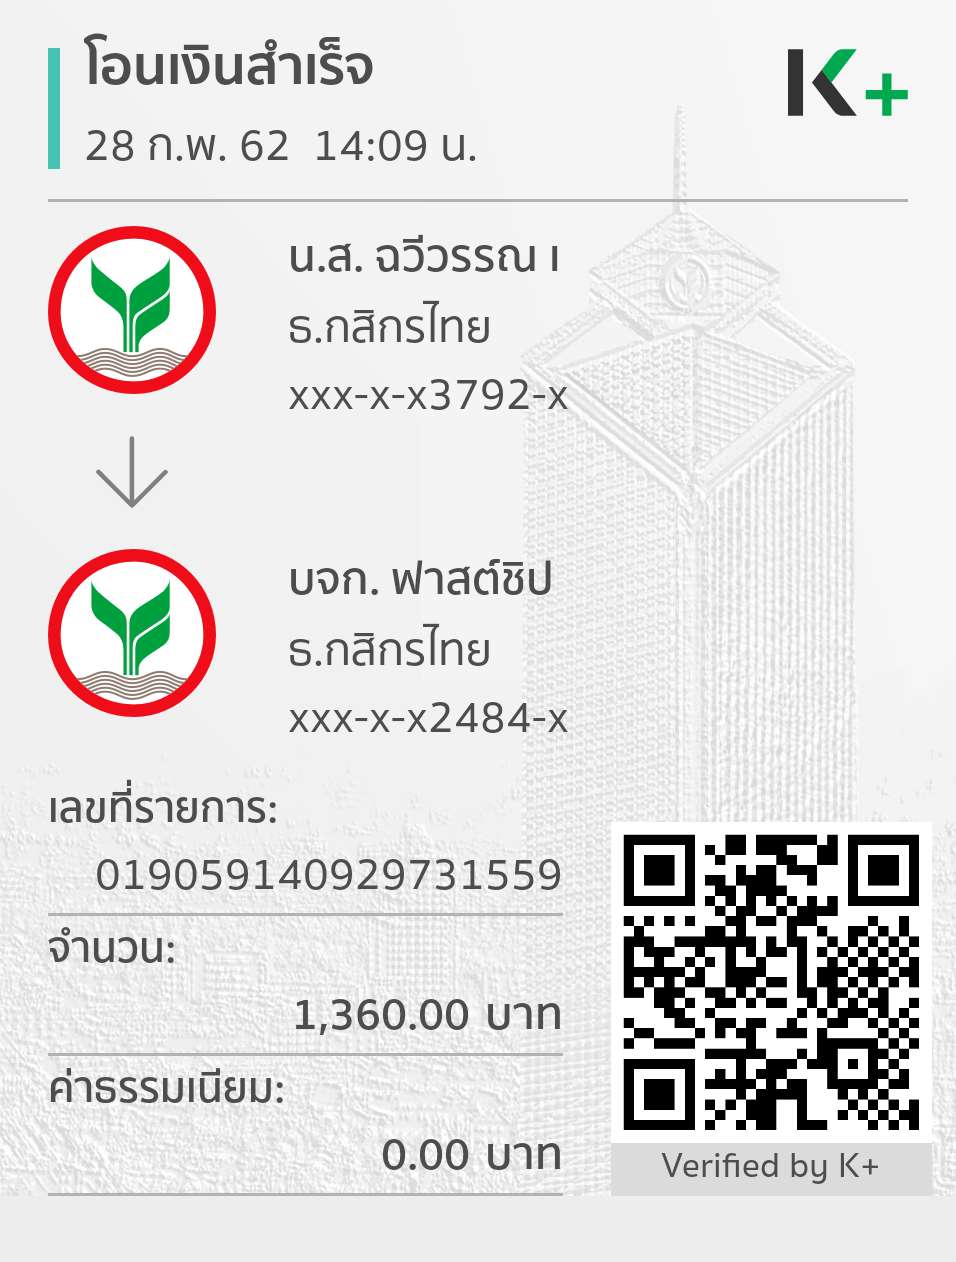 โอนเงินสำเร็จ
28 ก.พ. 62 14:09 น.
K+
น.ส. ฉวีวรรณ เ
ธ.กสิกรไทย
xxx-x-x3792-x
บจก. ฟาสต์ชิป
ธ.กสิกรไทย
xxx-x-x2484-x
เลขที่รายการ:
019059140929731559
จำนวน:
1,360.00 บาท
ค่าธรรมเนียม:
0.00 บาท
Verified by K+